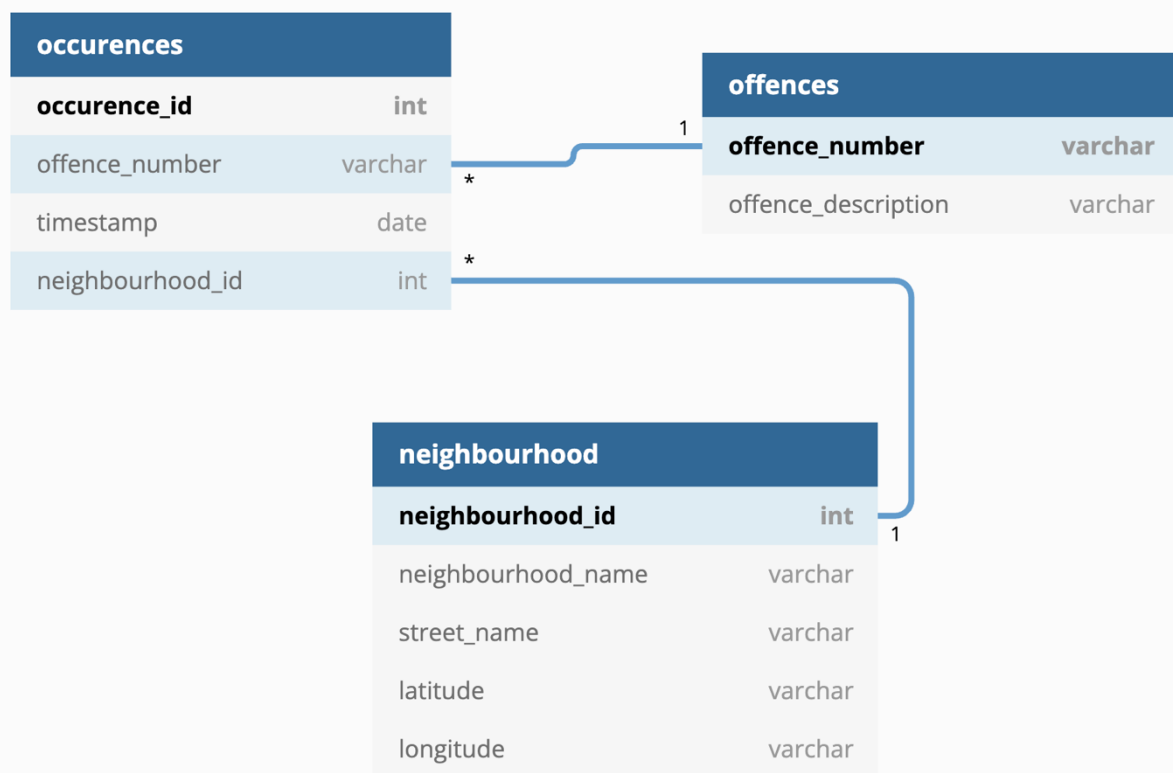 occurences
occurence_id int
offence_number varchar
timestamp date
neighbourhood_id int
*
*
1
offences
offence_number varchar
offence_description varchar
neighbourhood
neighbourhood_id int
neighbourhood_name varchar
street_name varchar
latitude varchar
longitude varchar
1